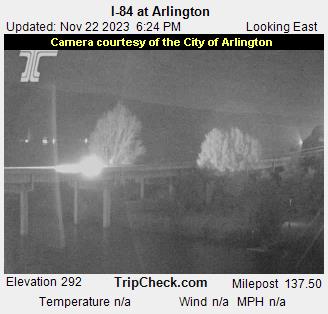 I-84 at Arlington
Updated: Nov 22 2023 6:24 PM Looking East
Camera courtesy of the City of Arlington
Elevation 292 TripCheck.com Milepost 137.50
Temperature n/a Wind n/a MPH n/a